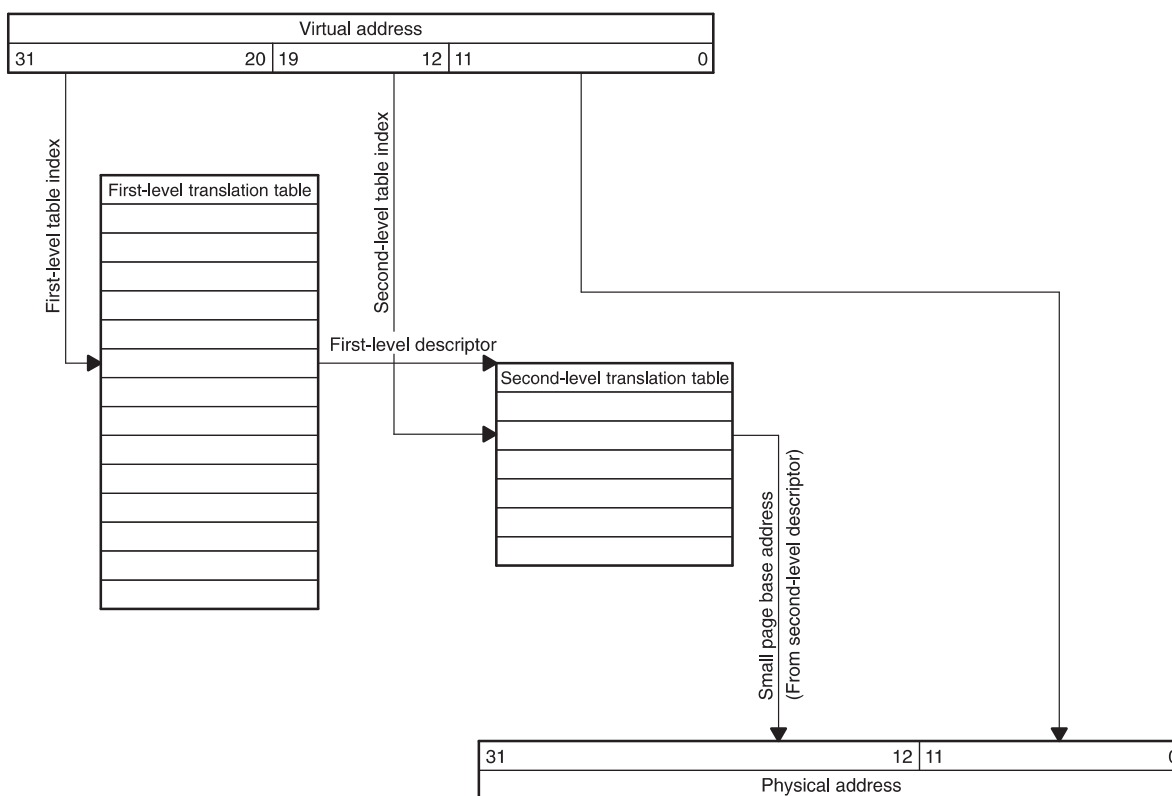 Virtual address
31 20 19 12 11 0
First-level table index
Second-level table index
First-level translation table
First-level descriptor
Second-level translation table
Small page base address
(From second-level descriptor)
31 12 11 0
Physical address